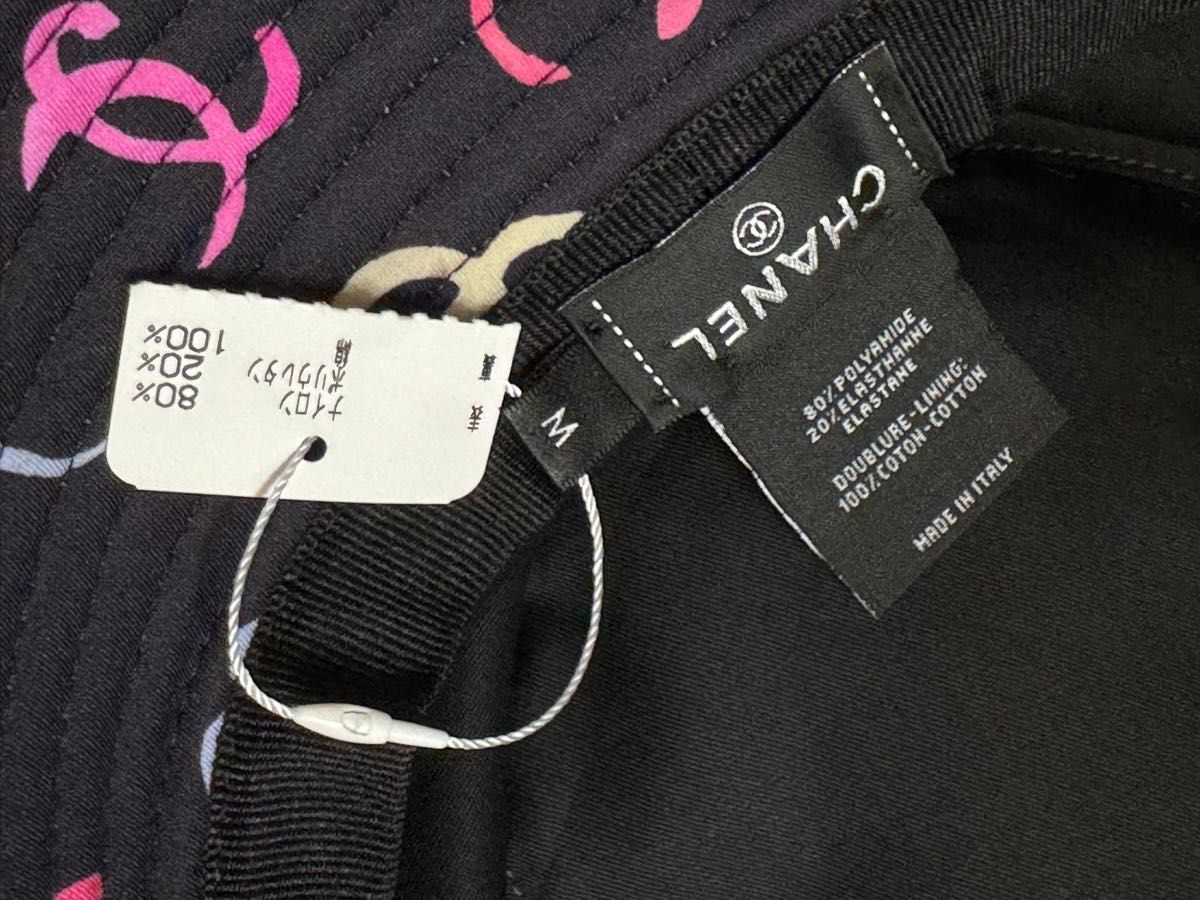 CHANEL
80% POLYAMIDE
20% ELASTHANNE
ELASTANE
DOUBLURE-LINING:
100% COTON-COTTON
MADE IN ITALY
M
ナイロン 80%
ポリウレタン 20%
100%